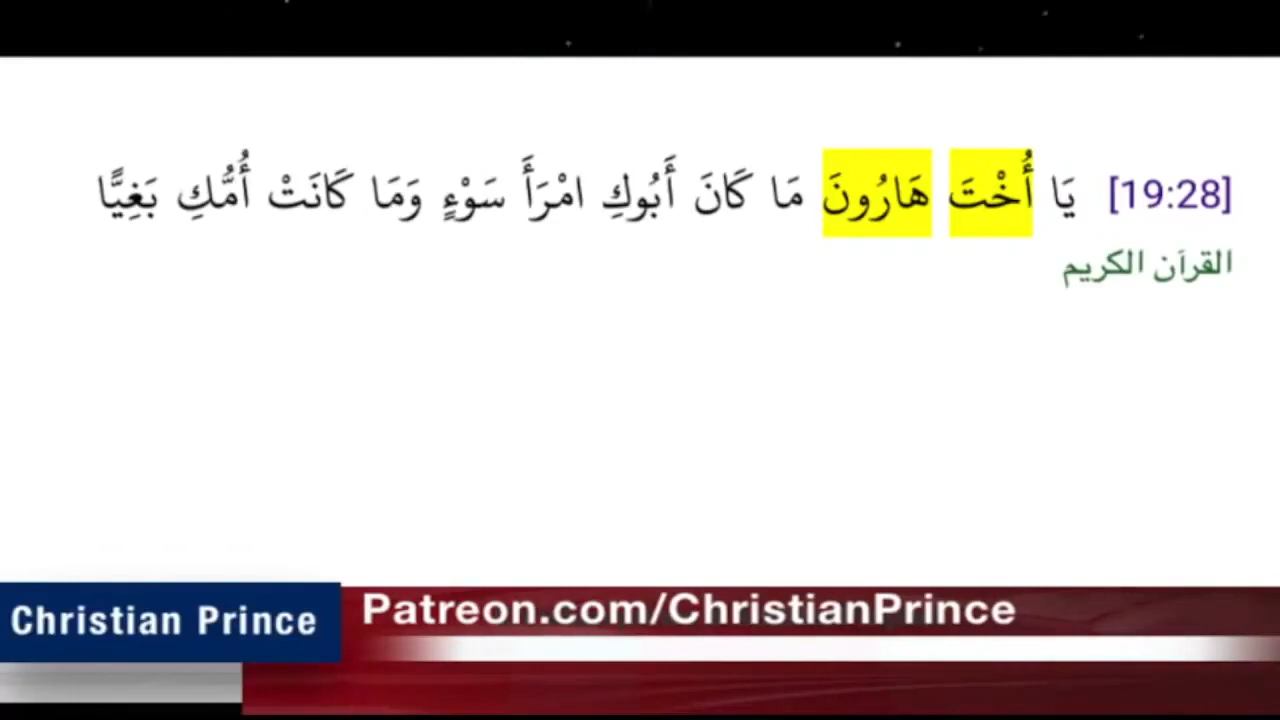 [19:28] يَا أُخْتَ هَارُونَ مَا كَانَ أَبُوكِ امْرَأَ سَوْءٍ وَمَا كَانَتْ أُمُّكِ بَغِيًّا
القرآن الكريم
Christian Prince
Patreon.com/ChristianPrince